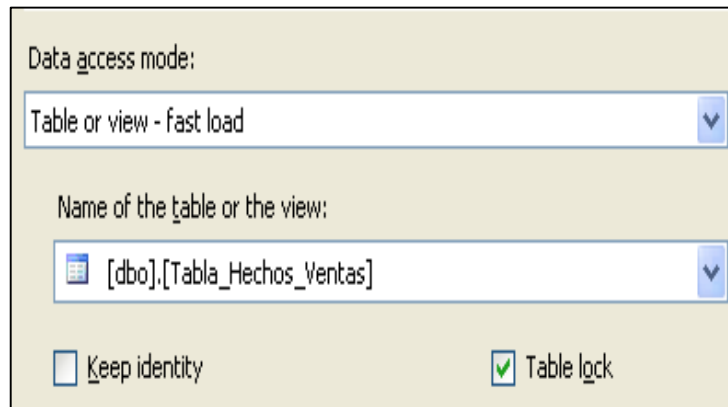 Data access mode:
Table or view - fast load
Name of the table or the view:
[dbo].[Tabla_Hechos_Ventas]
Keep identity
Table lock